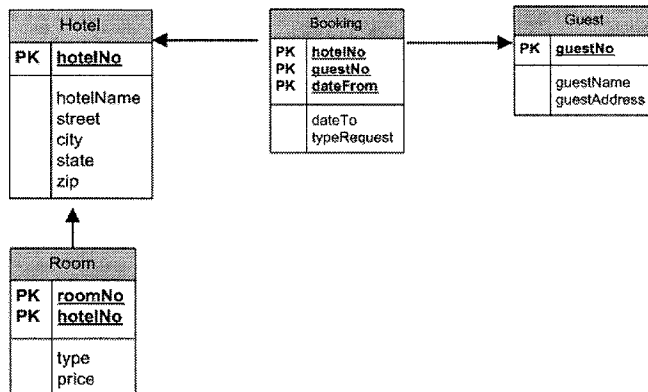 Hotel
PK hotelNo
hotelName
street
city
state
zip
Booking
PK hotelNo
PK guestNo
PK dateFrom
dateTo
typeRequest
Guest
PK guestNo
guestName
guestAddress
Room
PK roomNo
PK hotelNo
type
price